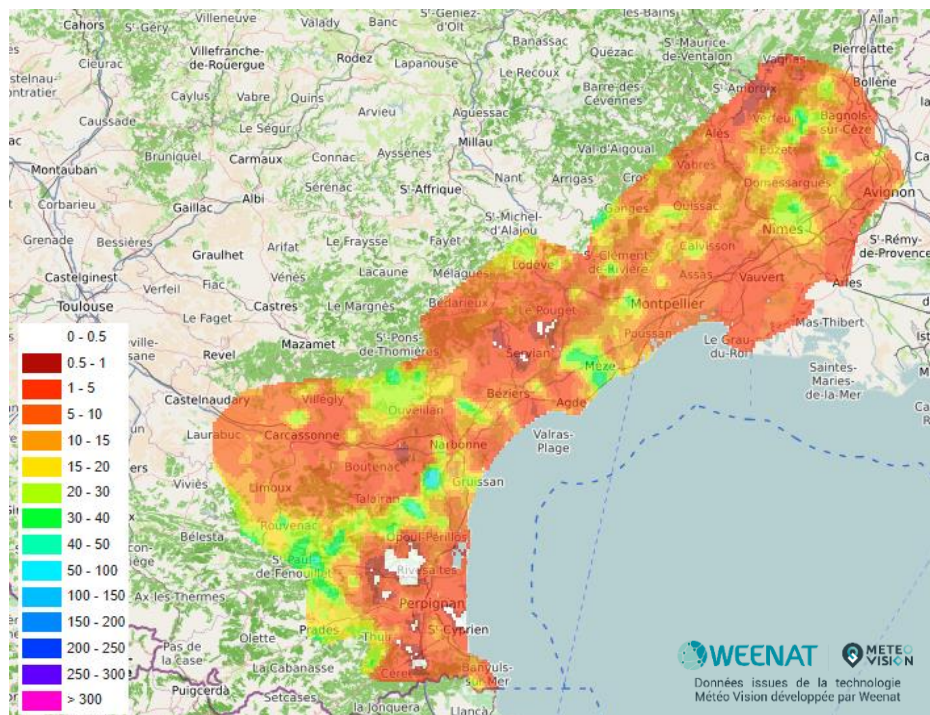 Cahors
St-Géry
Villeneuve
Valady
Banc
St-Geniez-d'Olt
Banassac
les-Bains
St-Maurice-de-Ventalon
Quézac
Allan
Pierrelatte
Vagnas
Bollène
Cieurac
Villefranche-de-Rouergue
Rodez
Lapanouse
Le Recoux
Barre-des-Cévennes
St-Ambroix
Verfeuil
Bagnols-sur-Cèze
Caylus
Vabre
Quins
Arvieu
Aguessac
Caussade
Le Ségur
Millau
Val-d'Aigoual
Alès
Bruniquel
Carmaux
Connac
Ayssènes
Nant
Arrigas
Vabres
Domessargues
Avignon
Montauban
Sérénac
St-Affrique
Ganges
Quissac
Corbarieu
Gaillac
Albi
St-Michel-d'Alajou
Nîmes
Grenade
Bessières
Graulhet
Arifat
Le Fraysse
Fayet
St-Clément-de-Rivière
Calvisson
St-Rémy-de-Provence
Castelginest
Verfeil
Fiac
Vénès
Lacaune
Mélagues
Lodève
Assas
Vauvert
Arles
Toulouse
Castres
Le Margnès
Bédarieux
Le Pouget
Montpellier
Le Faget
Mas-Thibert
Revel
Mazamet
St-Pons-de-Thomières
Servian
Poussan
Le Grau-du-Roi
Saintes-Maries-de-la-Mer
Mèze
Castelnaudary
Villegly
Ouveillan
Béziers
Agde
Laurabuc
Carcassonne
Narbonne
Valras-Plage
Viviès
Limoux
Boutenac
Gruissan
Talairan
Bélesta
Rouvenac
Opoul-Périllos
St-Paul-de-Fenouillet
Rivesaltes
Ax-les-Thermes
Perpignan
Olette
Prades
Thuir
St-Cyprien
Pas de la Case
La Cabanasse
Céret
Banyuls-sur-Mer
Puigcerda
Setcases
la Jonquera
Llança
0 - 0.5
0.5 - 1
1 - 5
5 - 10
10 - 15
15 - 20
20 - 30
30 - 40
40 - 50
50 - 100
100 - 150
150 - 200
200 - 250
250 - 300
> 300
WEENAT
METEO VISION
Données issues de la technologie
Météo Vision développée par Weenat